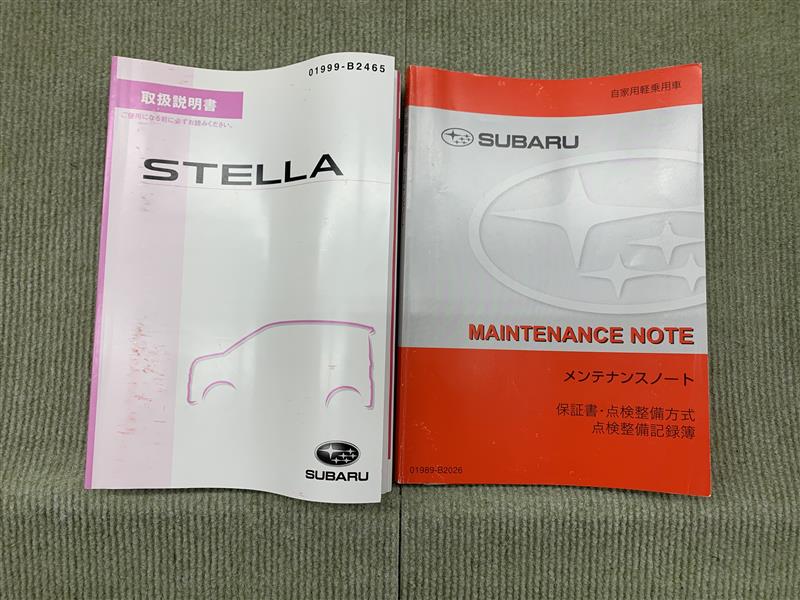 01999-B2465
取扱説明書
ご使用になる前に必ずお読みください。
STELLA
SUBARU
自家用軽乗用車
SUBARU
MAINTENANCE NOTE
メンテナンスノート
保証書・点検整備方式
点検整備記録簿
01989-B2026